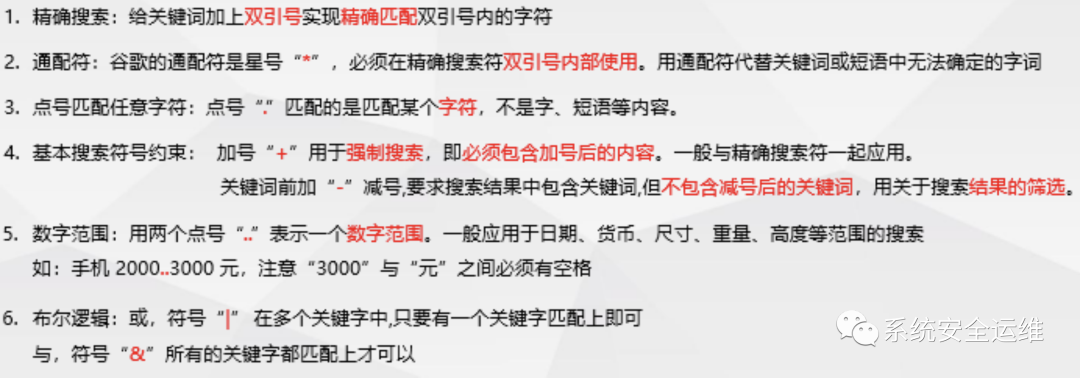 1. 精确搜索：给关键词加上双引号实现精确匹配双引号内的字符
2. 通配符：谷歌的通配符是星号“*”，必须在精确搜索符双引号内部使用。用通配符代替关键词或短语中无法确定的字词
3. 点号匹配任意字符：点号“.”匹配的是匹配某个字符，不是字、短语等内容。
4. 基本搜索符号约束： 加号“+”用于强制搜索，即必须包含加号后的内容。一般与精确搜索符一起应用。
关键词前加“-”减号,要求搜索结果中包含关键词,但不包含减号后的关键词，用关于搜索结果的筛选。
5. 数字范围：用两个点号“..”表示一个数字范围。一般应用于日期、货币、尺寸、重量、高度等范围的搜索
如：手机 2000..3000 元，注意“3000”与“元”之间必须有空格
6. 布尔逻辑：或，符号“|”在多个关键字中,只要有一个关键字匹配上即可
与，符号“&”所有的关键字都匹配上才可以
系统安全运维